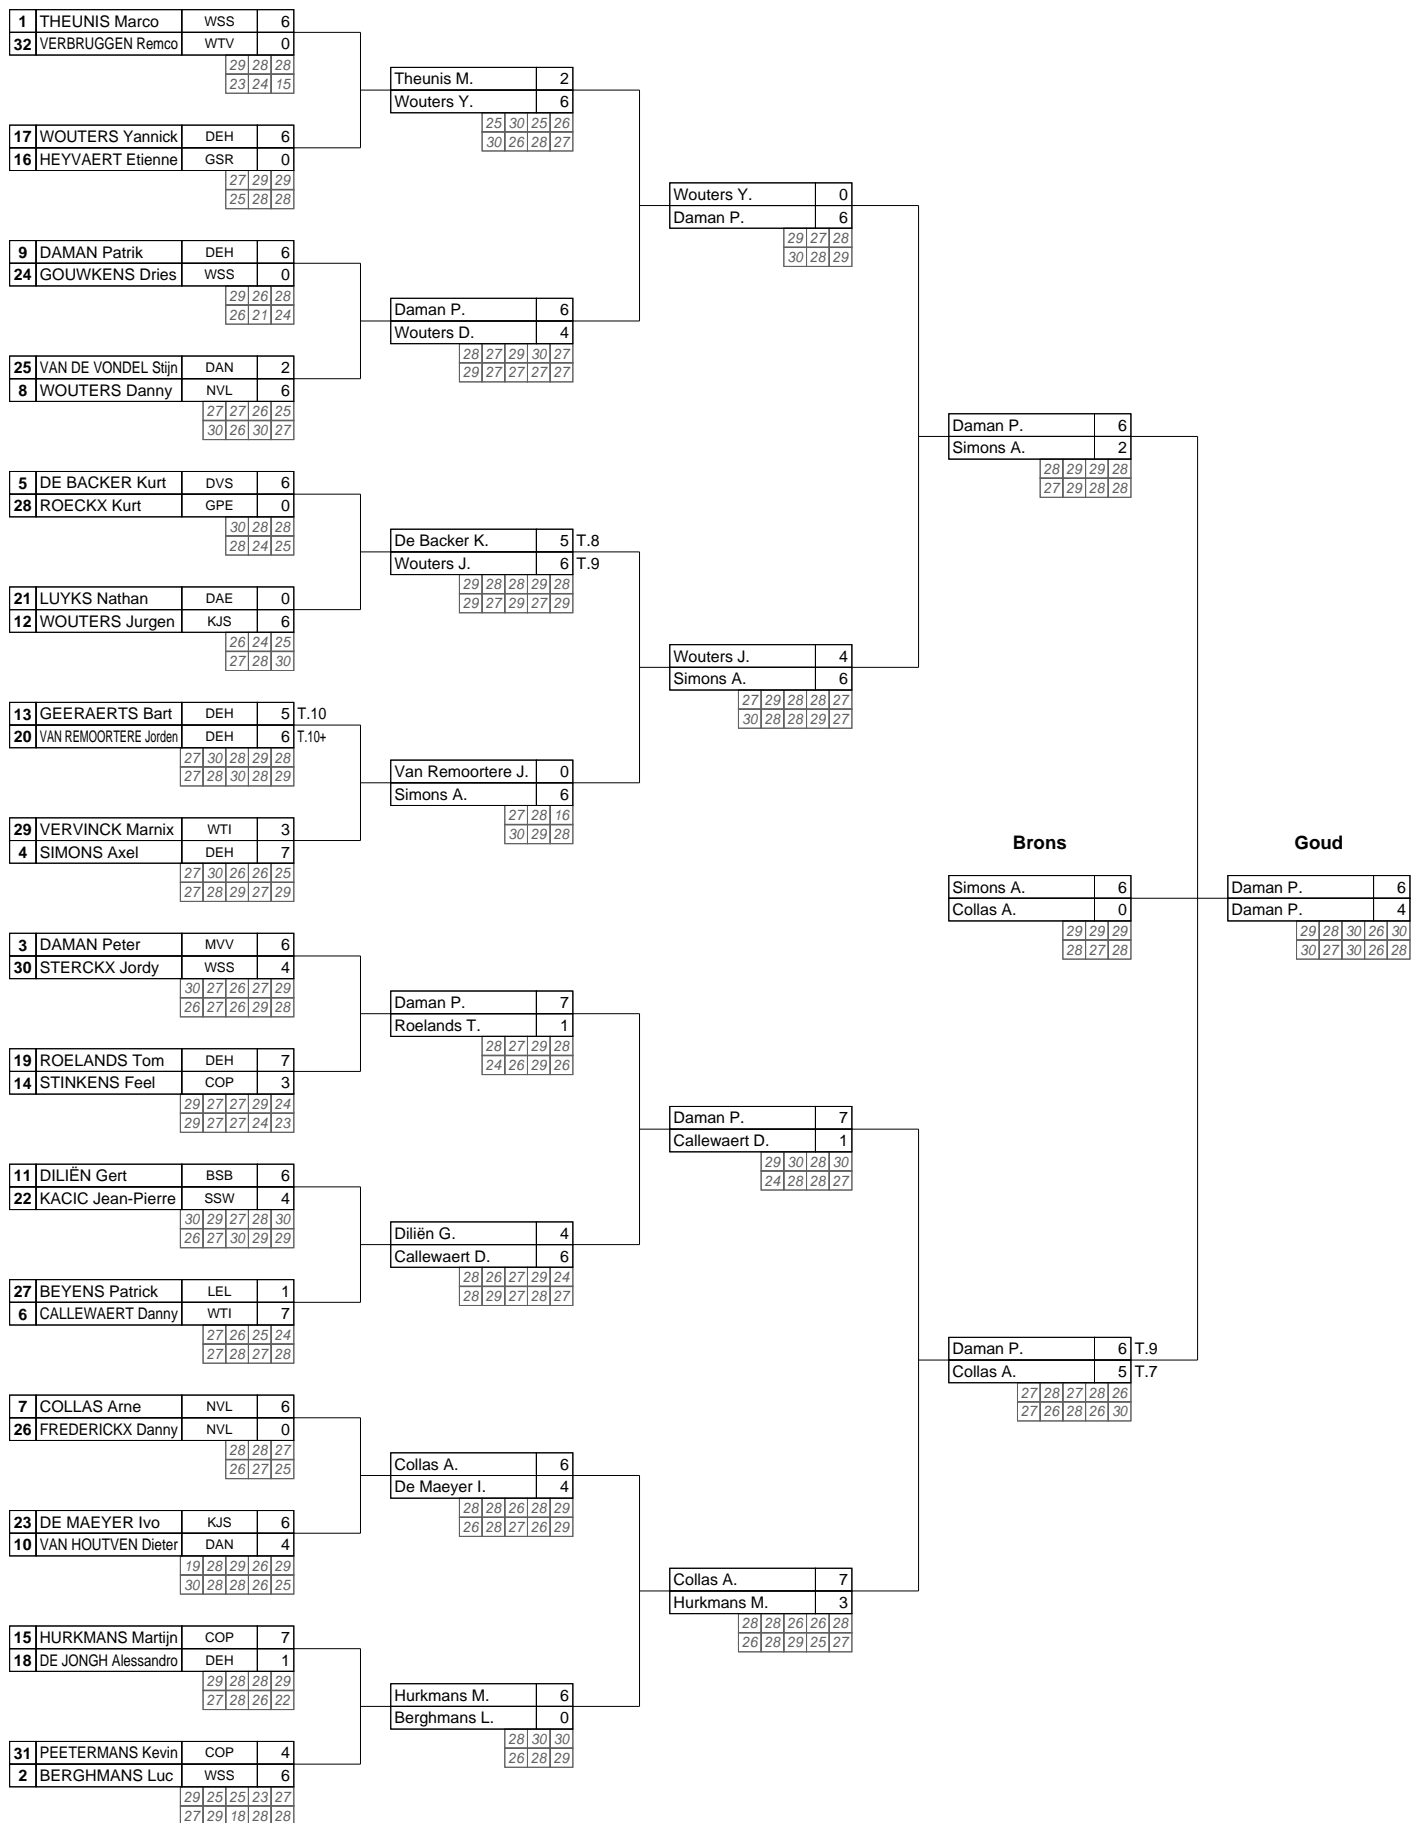 1 THEUNIS Marco WSS 6
32 VERBRUGGEN Remco WTV 0
29 28 28
23 24 15
17 WOUTERS Yannick DEH 6
16 HEYVAERT Etienne GSR 0
27 29 29
25 28 28
9 DAMAN Patrik DEH 6
24 GOUWKENS Dries WSS 0
29 26 28
26 21 24
25 VAN DE VONDEL Stijn DAN 2
8 WOUTERS Danny NVL 6
27 27 26 25
30 26 30 27
5 DE BACKER Kurt DVS 6
28 ROECKX Kurt GPE 0
30 28 28
28 24 25
21 LUYKS Nathan DAE 0
12 WOUTERS Jurgen KJS 6
26 24 25
27 28 30
13 GEERAERTS Bart DEH 5 T.10
20 VAN REMOORTERE Jorden DEH 6 T.10+
27 30 28 29 28
27 28 30 28 29
29 VERVINCK Marnix WTI 3
4 SIMONS Axel DEH 7
27 30 26 26 25
27 28 29 27 29
3 DAMAN Peter MVV 6
30 STERCKX Jordy WSS 4
30 27 26 27 29
26 27 26 29 28
19 ROELANDS Tom DEH 7
14 STINKENS Feel COP 3
29 27 27 29 24
29 27 27 24 23
11 DILIËN Gert BSB 6
22 KACIC Jean-Pierre SSW 4
30 29 27 28 30
26 27 30 29 29
27 BEYENS Patrick LEL 1
6 CALLEWAERT Danny WTI 7
27 26 25 24
27 28 27 28
7 COLLAS Arne NVL 6
26 FREDERICKX Danny NVL 0
28 28 27
26 27 25
23 DE MAEYER Ivo KJS 6
10 VAN HOUTVEN Dieter DAN 4
19 28 29 26 29
30 28 28 26 25
15 HURKMANS Martijn COP 7
18 DE JONGH Alessandro DEH 1
29 28 28 29
27 28 26 22
31 PEETERMANS Kevin COP 4
2 BERGHMANS Luc WSS 6
29 25 25 23 27
27 29 18 28 28
Theunis M. 2
Wouters Y. 6
25 30 25 26
30 26 28 27
Daman P. 6
Wouters D. 4
28 27 29 30 27
29 27 27 27 27
De Backer K. 5 T.8
Wouters J. 6 T.9
29 28 28 29 28
29 27 29 27 29
Van Remoortere J. 0
Simons A. 6
27 28 16
30 29 28
Daman P. 7
Roelands T. 1
28 27 29 28
24 26 29 26
Diliën G. 4
Callewaert D. 6
28 26 27 29 24
28 29 27 28 27
Collas A. 6
De Maeyer I. 4
28 28 26 28 29
26 28 27 26 29
Hurkmans M. 6
Berghmans L. 0
28 30 30
26 28 29
Wouters Y. 0
Daman P. 6
29 27 28
30 28 29
Wouters J. 4
Simons A. 6
27 29 28 28 27
30 28 28 29 27
Daman P. 7
Callewaert D. 1
29 30 28 30
24 28 28 27
Collas A. 7
Hurkmans M. 3
28 28 26 26 28
26 28 29 25 27
Daman P. 6
Simons A. 2
28 29 29 28
27 29 28 28
Brons
Simons A. 6
Collas A. 0
29 29 29
28 27 28
Daman P. 6 T.9
Collas A. 5 T.7
27 28 27 28 26
27 26 28 26 30
Goud
Daman P. 6
Daman P. 4
29 28 30 26 30
30 27 30 26 28